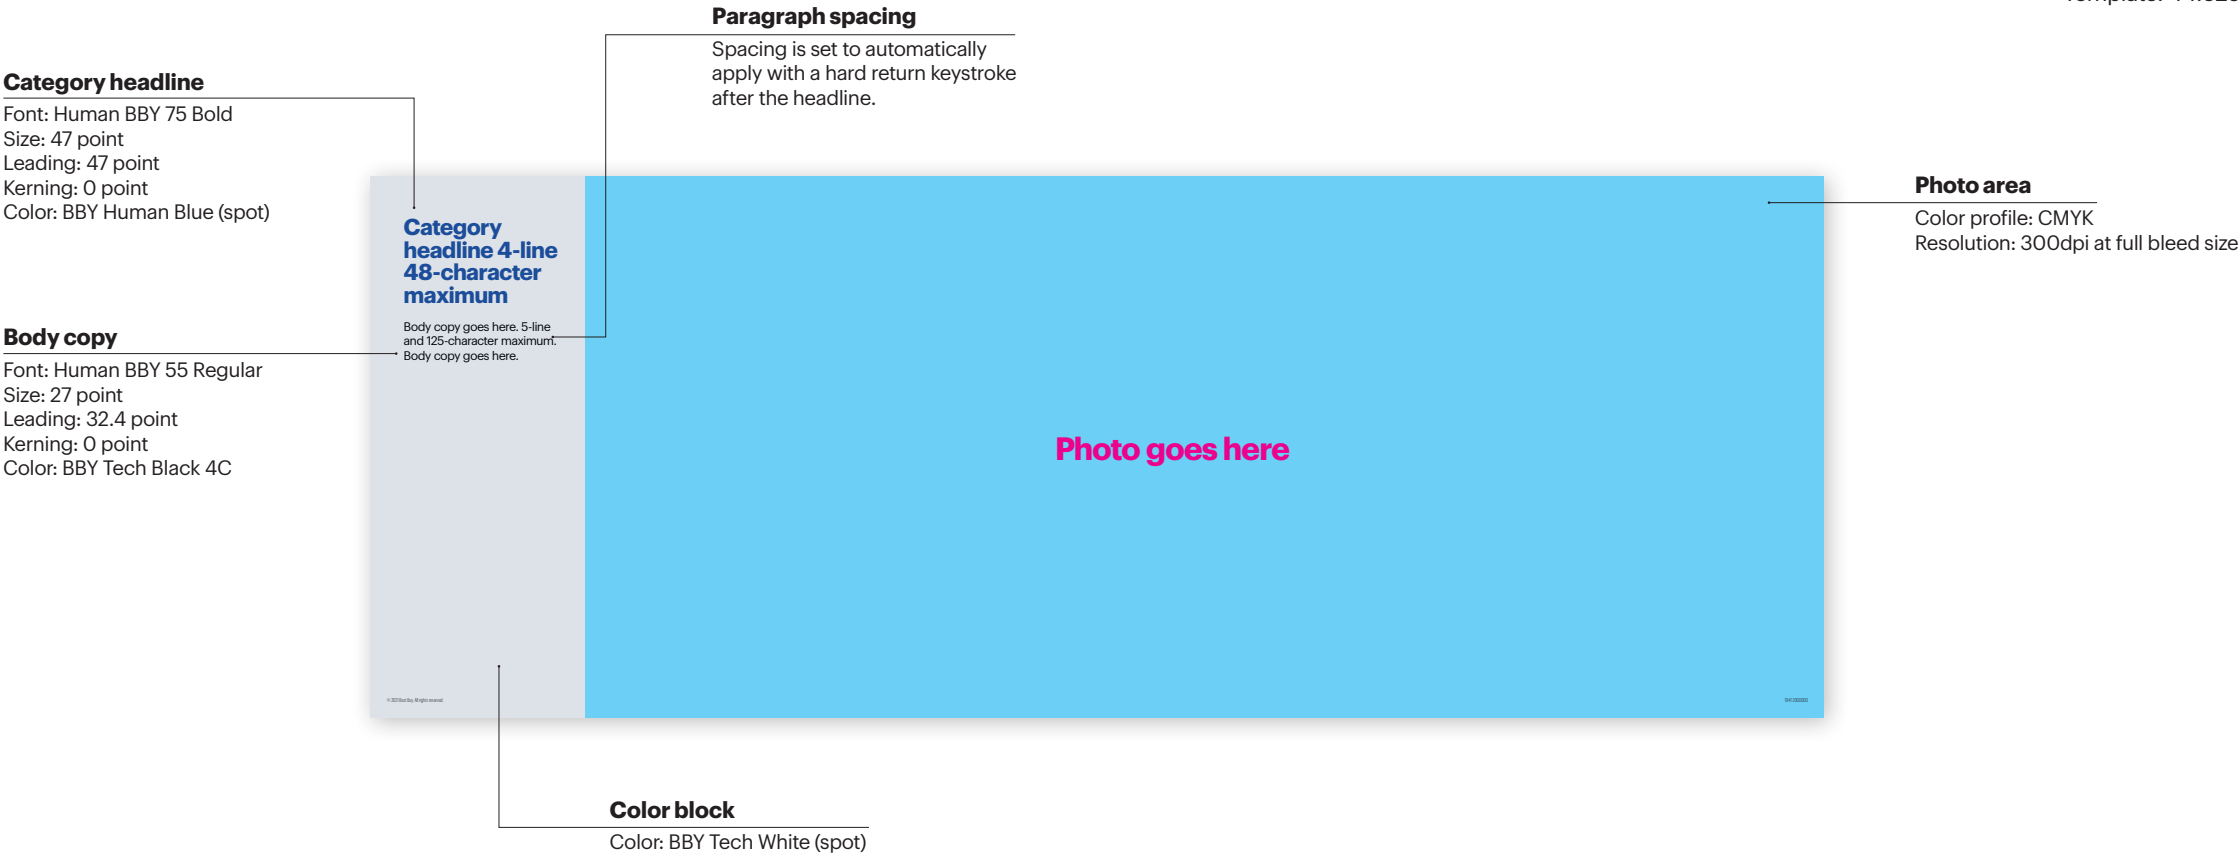 Paragraph spacing
Spacing is set to automatically
apply with a hard return keystroke
after the headline.
Category headline
Font: Human BBY 75 Bold
Size: 47 point
Leading: 47 point
Kerning: 0 point
Color: BBY Human Blue (spot)
Photo area
Color profile: CMYK
Resolution: 300dpi at full bleed size
Category
headline 4-line
48-character
maximum
Body copy goes here. 5-line
and 125-character maximum.
Body copy goes here.
Body copy
Font: Human BBY 55 Regular
Size: 27 point
Leading: 32.4 point
Kerning: 0 point
Color: BBY Tech Black 4C
Photo goes here
Best Buy. All rights reserved.
Color block
Color: BBY Tech White (spot)